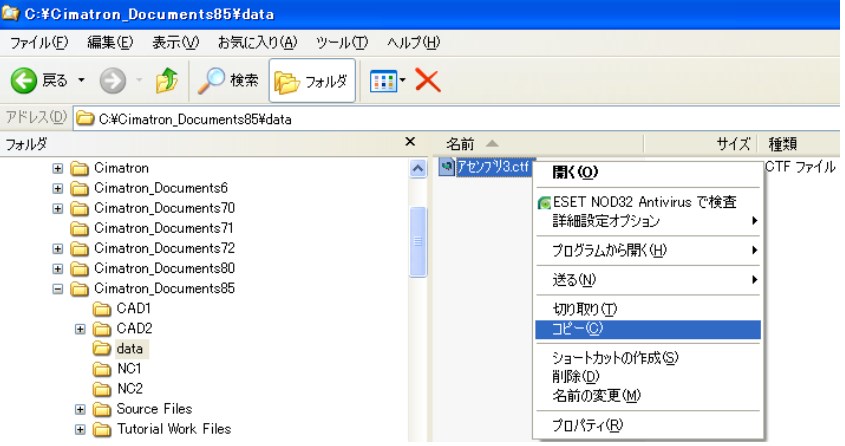 C:¥Cimatron_Documents85¥data
ファイル(F) 編集(E) 表示(V) お気に入り(A) ツール(T) ヘルプ(H)
戻る 検索 フォルダ
アドレス(D) C:¥Cimatron_Documents85¥data
フォルダ × 名前 サイズ 種類
Cimatron
Cimatron_Documents6
Cimatron_Documents70
Cimatron_Documents71
Cimatron_Documents72
Cimatron_Documents80
Cimatron_Documents85
CAD1
CAD2
data
NC1
NC2
Source Files
Tutorial Work Files
アセンブリ3.ctf CTF ファイル
開く(O)
ESET NOD32 Antivirus で検査
詳細設定オプション
プログラムから開く(H)
送る(N)
切り取り(T)
コピー(C)
ショートカットの作成(S)
削除(D)
名前の変更(M)
プロパティ(R)